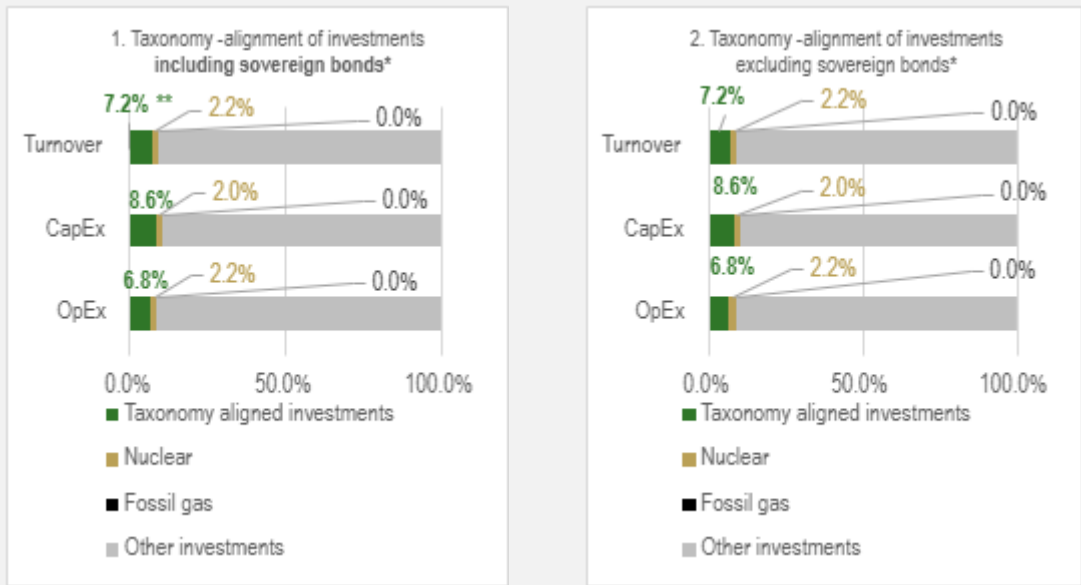 1. Taxonomy -alignment of investments
including sovereign bonds*
7.2% **
2.2%
0.0%
Turnover
8.6%
2.0%
0.0%
CapEx
6.8%
2.2%
0.0%
OpEx
0.0%
50.0%
100.0%
Taxonomy aligned investments
Nuclear
Fossil gas
Other investments
2. Taxonomy -alignment of investments
excluding sovereign bonds*
7.2%
2.2%
0.0%
Turnover
8.6%
2.0%
0.0%
CapEx
6.8%
2.2%
0.0%
OpEx
0.0%
50.0%
100.0%
Taxonomy aligned investments
Nuclear
Fossil gas
Other investments